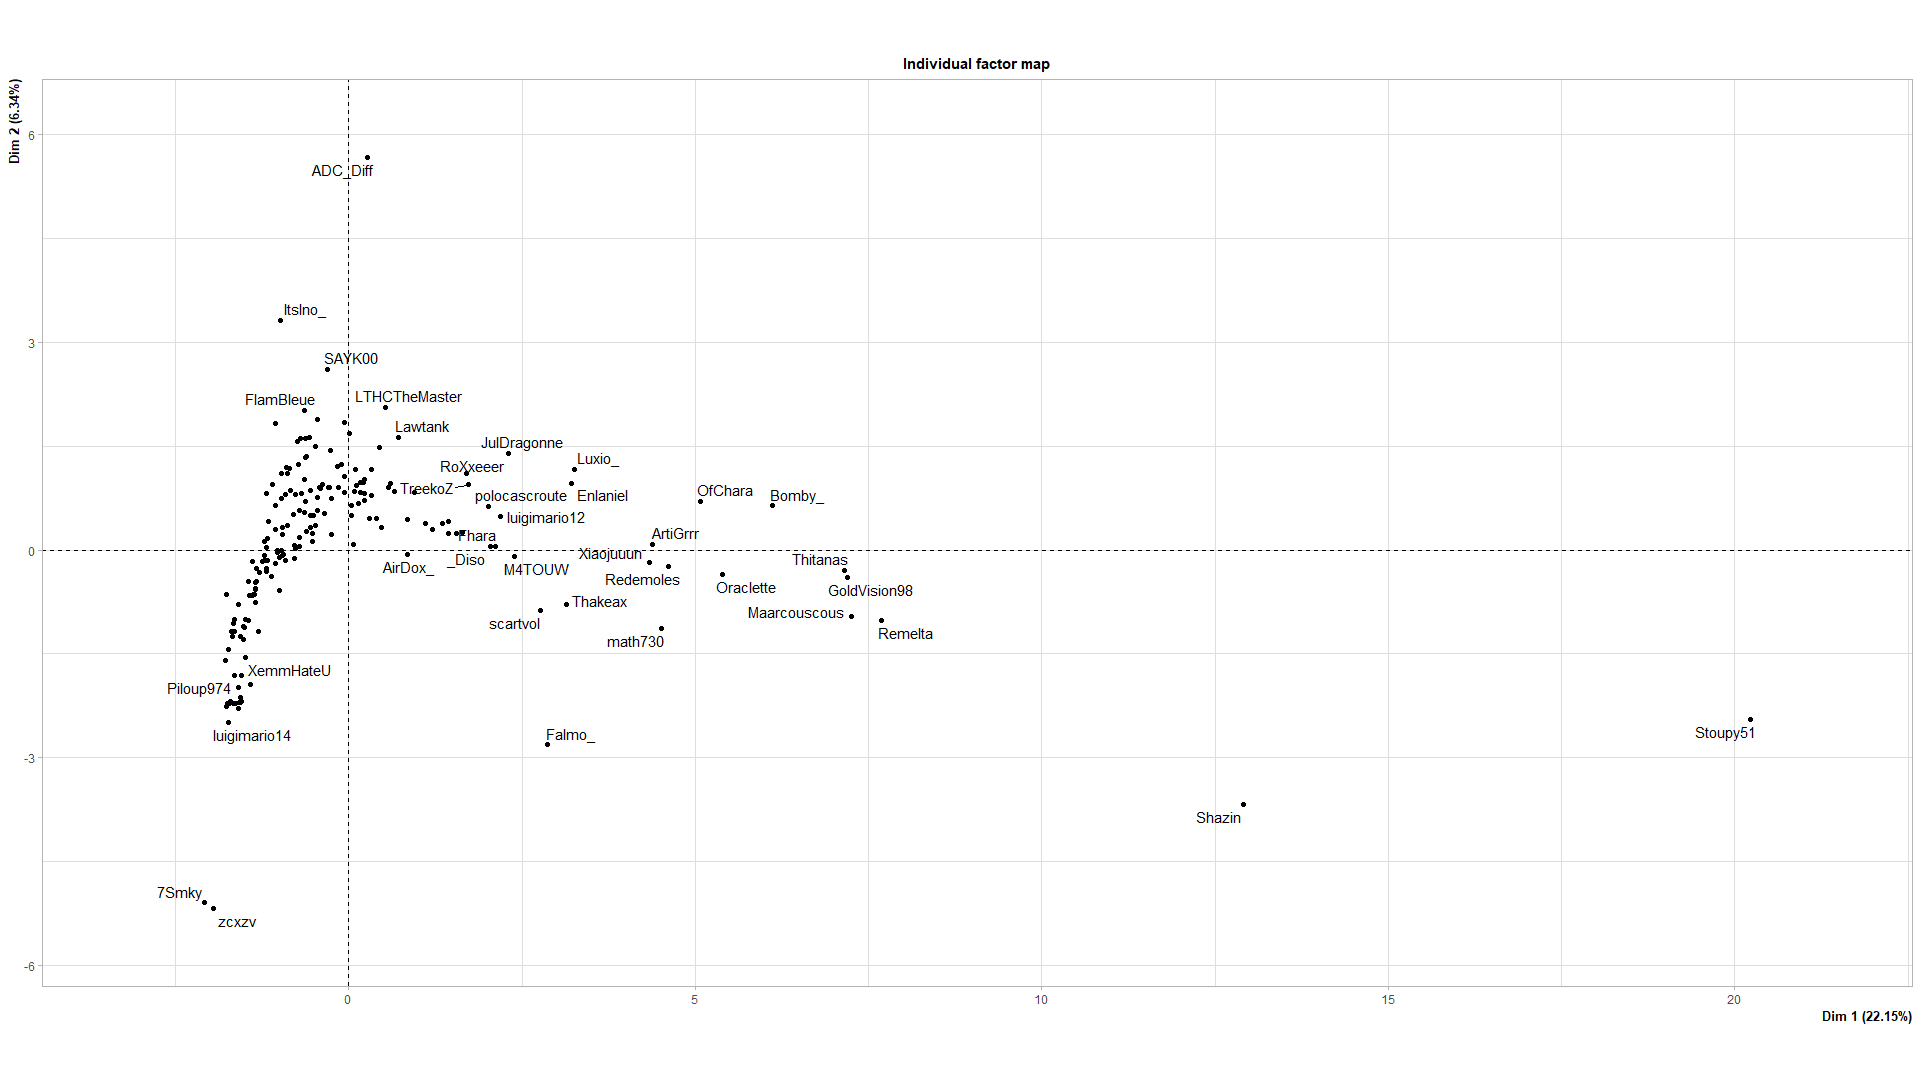 Individual factor map
Dim 2 (6.34%)
6
ADC_Diff
ItsIno_
3
SAYK00
FlamBleue
LTHCTheMaster
Lawtank
JulDragonne
RoXxeeer
Luxio_
TreekoZ
polocascroute
Enlaniel
OfChara
Bomby_
luigimario12
Fhara
ArtiGrrr
0
_Diso
AirDox_
M4TOUW
Xiaojuuun
Redemoles
Thitanas
Oraclette
GoldVision98
Thakeax
Maarcouscous
scartvol
math730
Remelta
XemmHateU
Piloup974
luigimario14
Falmo_
Stoupy51
-3
Shazin
7Smky
zcxzv
-6
0
5
10
15
20
Dim 1 (22.15%)